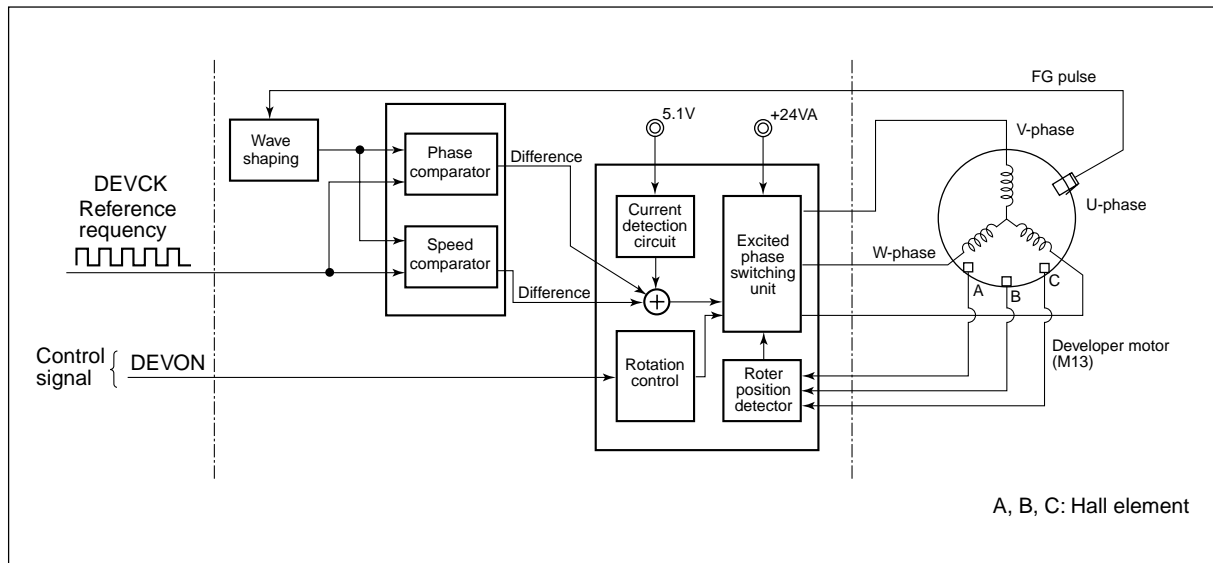 FG pulse
5.1V
+24VA
V-phase
Wave
shaping
Phase
comparator
Difference
DEVCK
Reference
requency
U-phase
Current
detection
circuit
Excited
phase
switching
unit
Speed
comparator
W-phase
Difference
+
A
B
C
Control
signal
DEVON
Rotation
control
Roter
position
detector
Developer motor
(M13)
A, B, C: Hall element